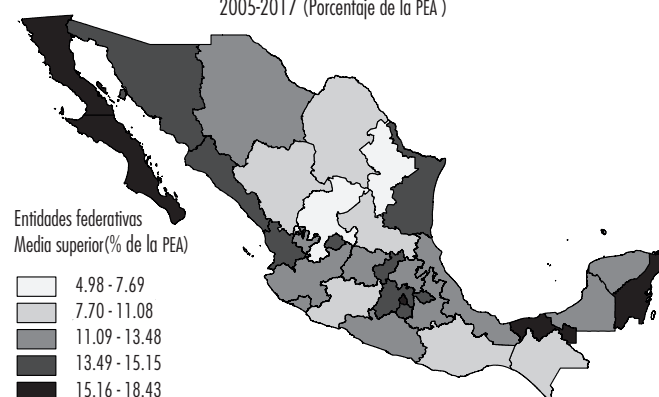 2005-2017 (Porcentaje de la PEA )
Entidades federativas
Media superior(% de la PEA)
4.98 - 7.69
7.70 - 11.08
11.09 - 13.48
13.49 - 15.15
15.16 - 18.43